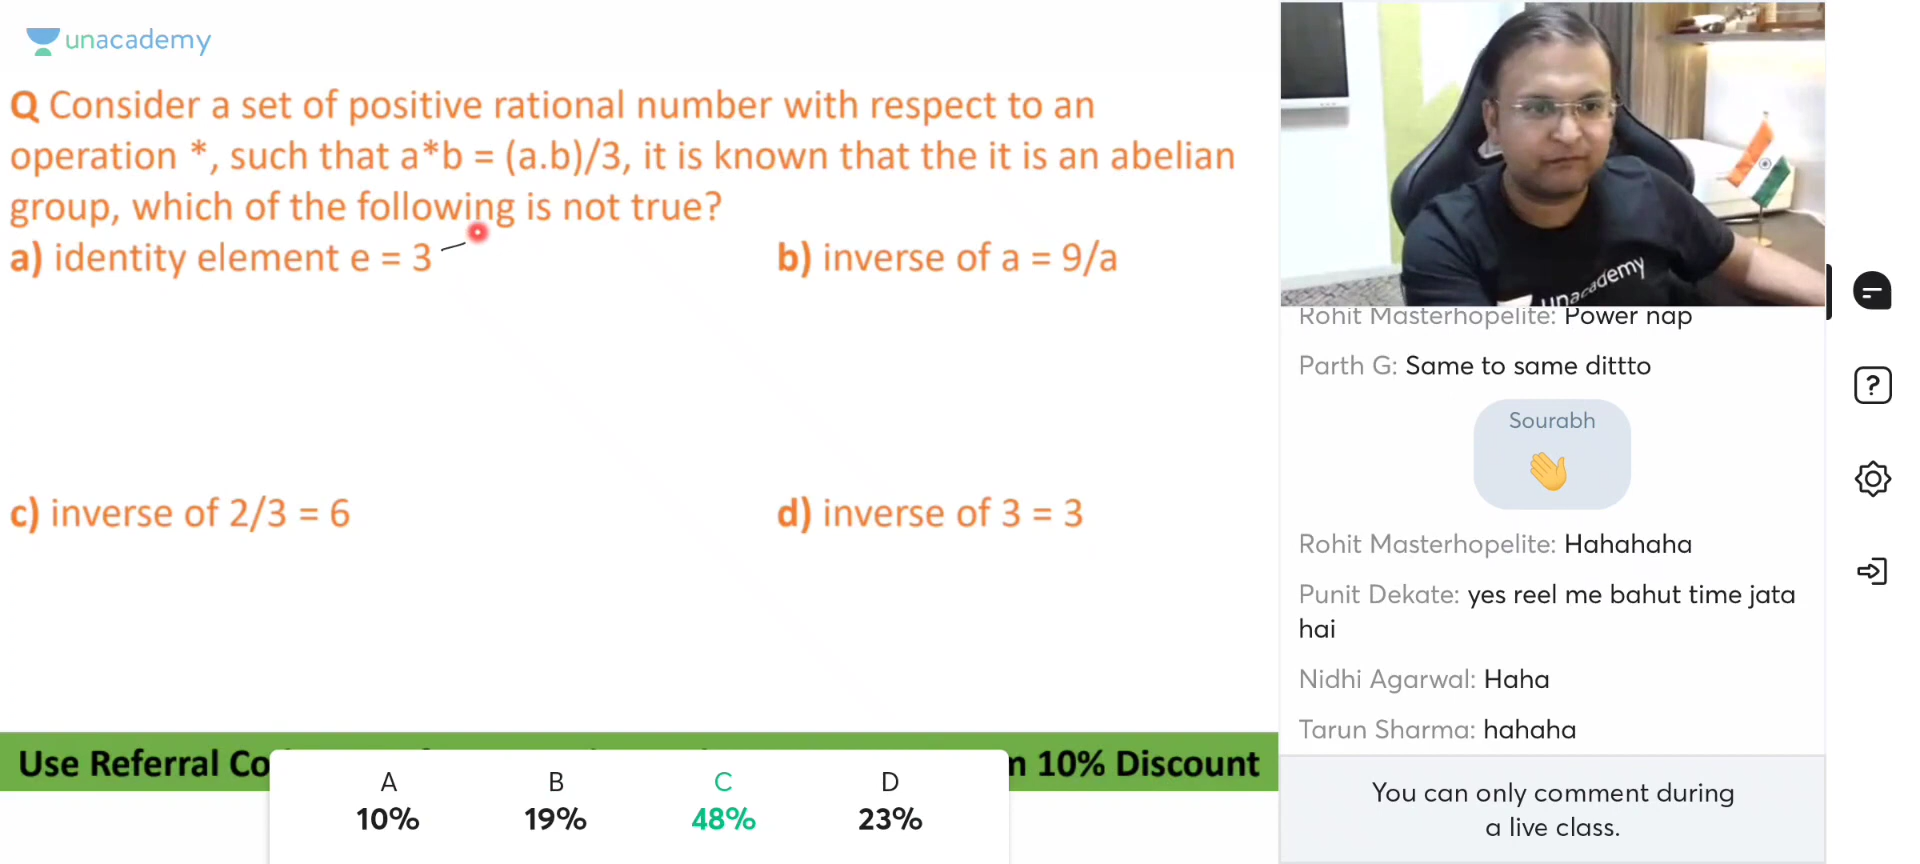 unacademy
Q Consider a set of positive rational number with respect to an
operation *, such that a*b = (a.b)/3, it is known that the it is an abelian
group, which of the following is not true?
a) identity element e = 3
b) inverse of a = 9/a
c) inverse of 2/3 = 6
d) inverse of 3 = 3
Use Referral Co
m 10% Discount
A B C D
10% 19% 48% 23%
unacademy
Rohit Masterhopelite: Power nap
Parth G: Same to same dittto
Sourabh
Rohit Masterhopelite: Hahahaha
Punit Dekate: yes reel me bahut time jata
hai
Nidhi Agarwal: Haha
Tarun Sharma: hahaha
You can only comment during
a live class.
?